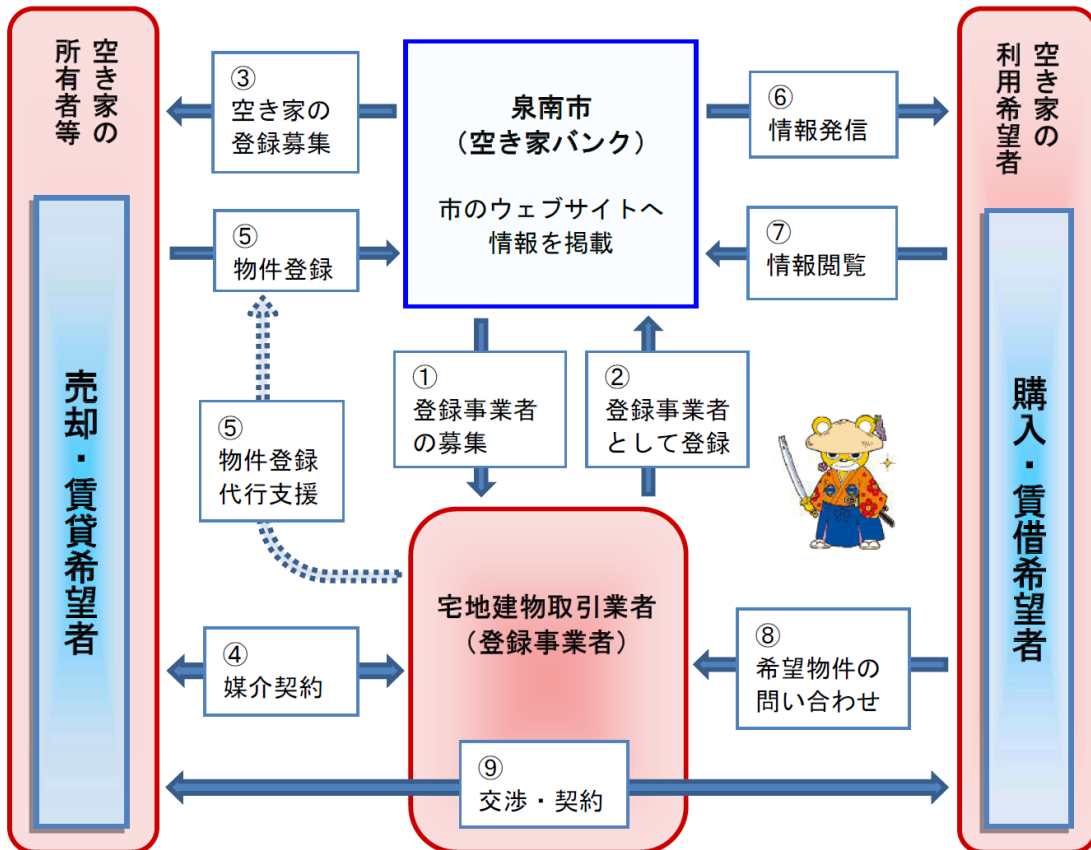 空き家の
所有者等
売却・賃貸希望者
③
空き家の
登録募集
泉南市
(空き家バンク)
市のウェブサイトへ
情報を掲載
⑥
情報発信
空き家の
利用希望者
購入・賃借希望者
⑤
物件登録
⑦
情報閲覧
①
登録事業者
の募集
②
登録事業者
として登録
⑤
物件登録
代行支援
宅地建物取引業者
(登録事業者)
④
媒介契約
⑧
希望物件の
問い合わせ
⑨
交渉・契約